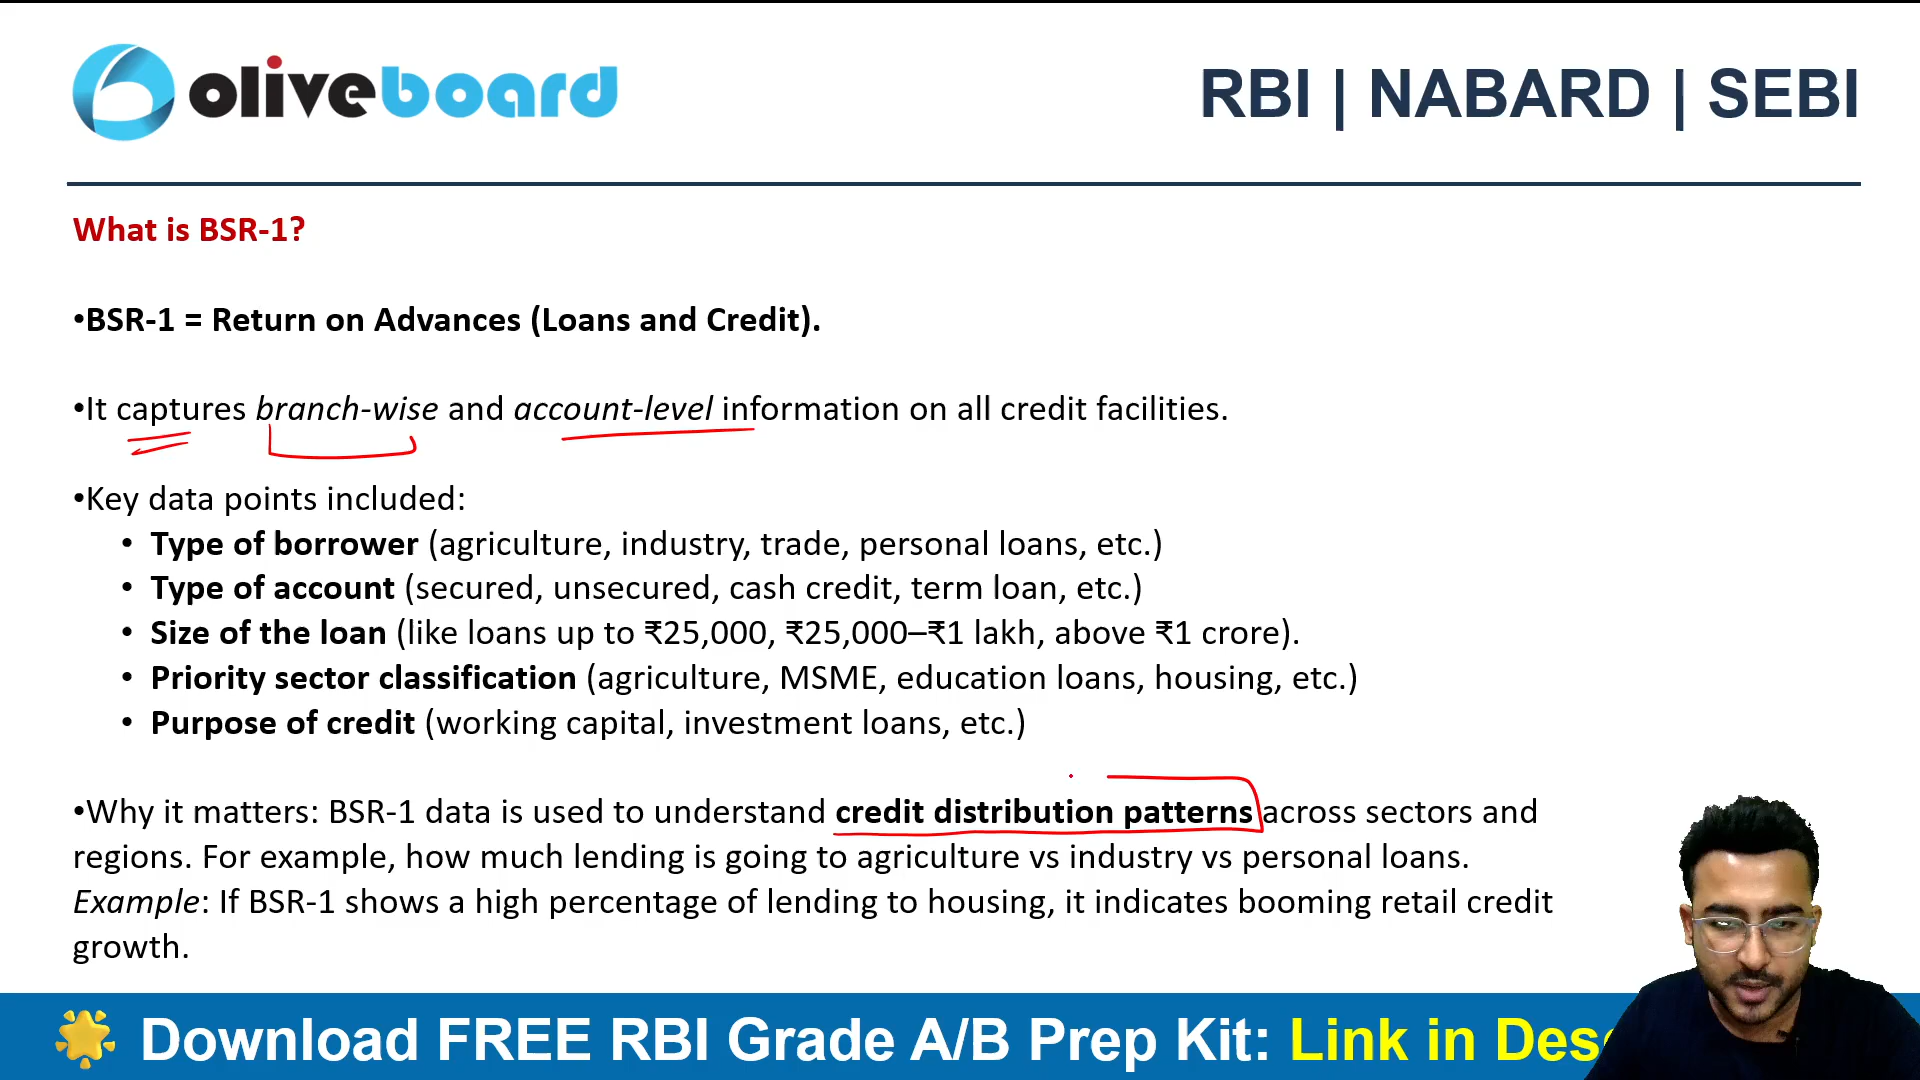 oliveboard
RBI | NABARD | SEBI
What is BSR-1?
•BSR-1 = Return on Advances (Loans and Credit).
•It captures branch-wise and account-level information on all credit facilities.
•Key data points included:
• Type of borrower (agriculture, industry, trade, personal loans, etc.)
• Type of account (secured, unsecured, cash credit, term loan, etc.)
• Size of the loan (like loans up to ₹25,000, ₹25,000–₹1 lakh, above ₹1 crore).
• Priority sector classification (agriculture, MSME, education loans, housing, etc.)
• Purpose of credit (working capital, investment loans, etc.)
•Why it matters: BSR-1 data is used to understand credit distribution patterns across sectors and
regions. For example, how much lending is going to agriculture vs industry vs personal loans.
Example: If BSR-1 shows a high percentage of lending to housing, it indicates booming retail credit
growth.
Download FREE RBI Grade A/B Prep Kit: Link in